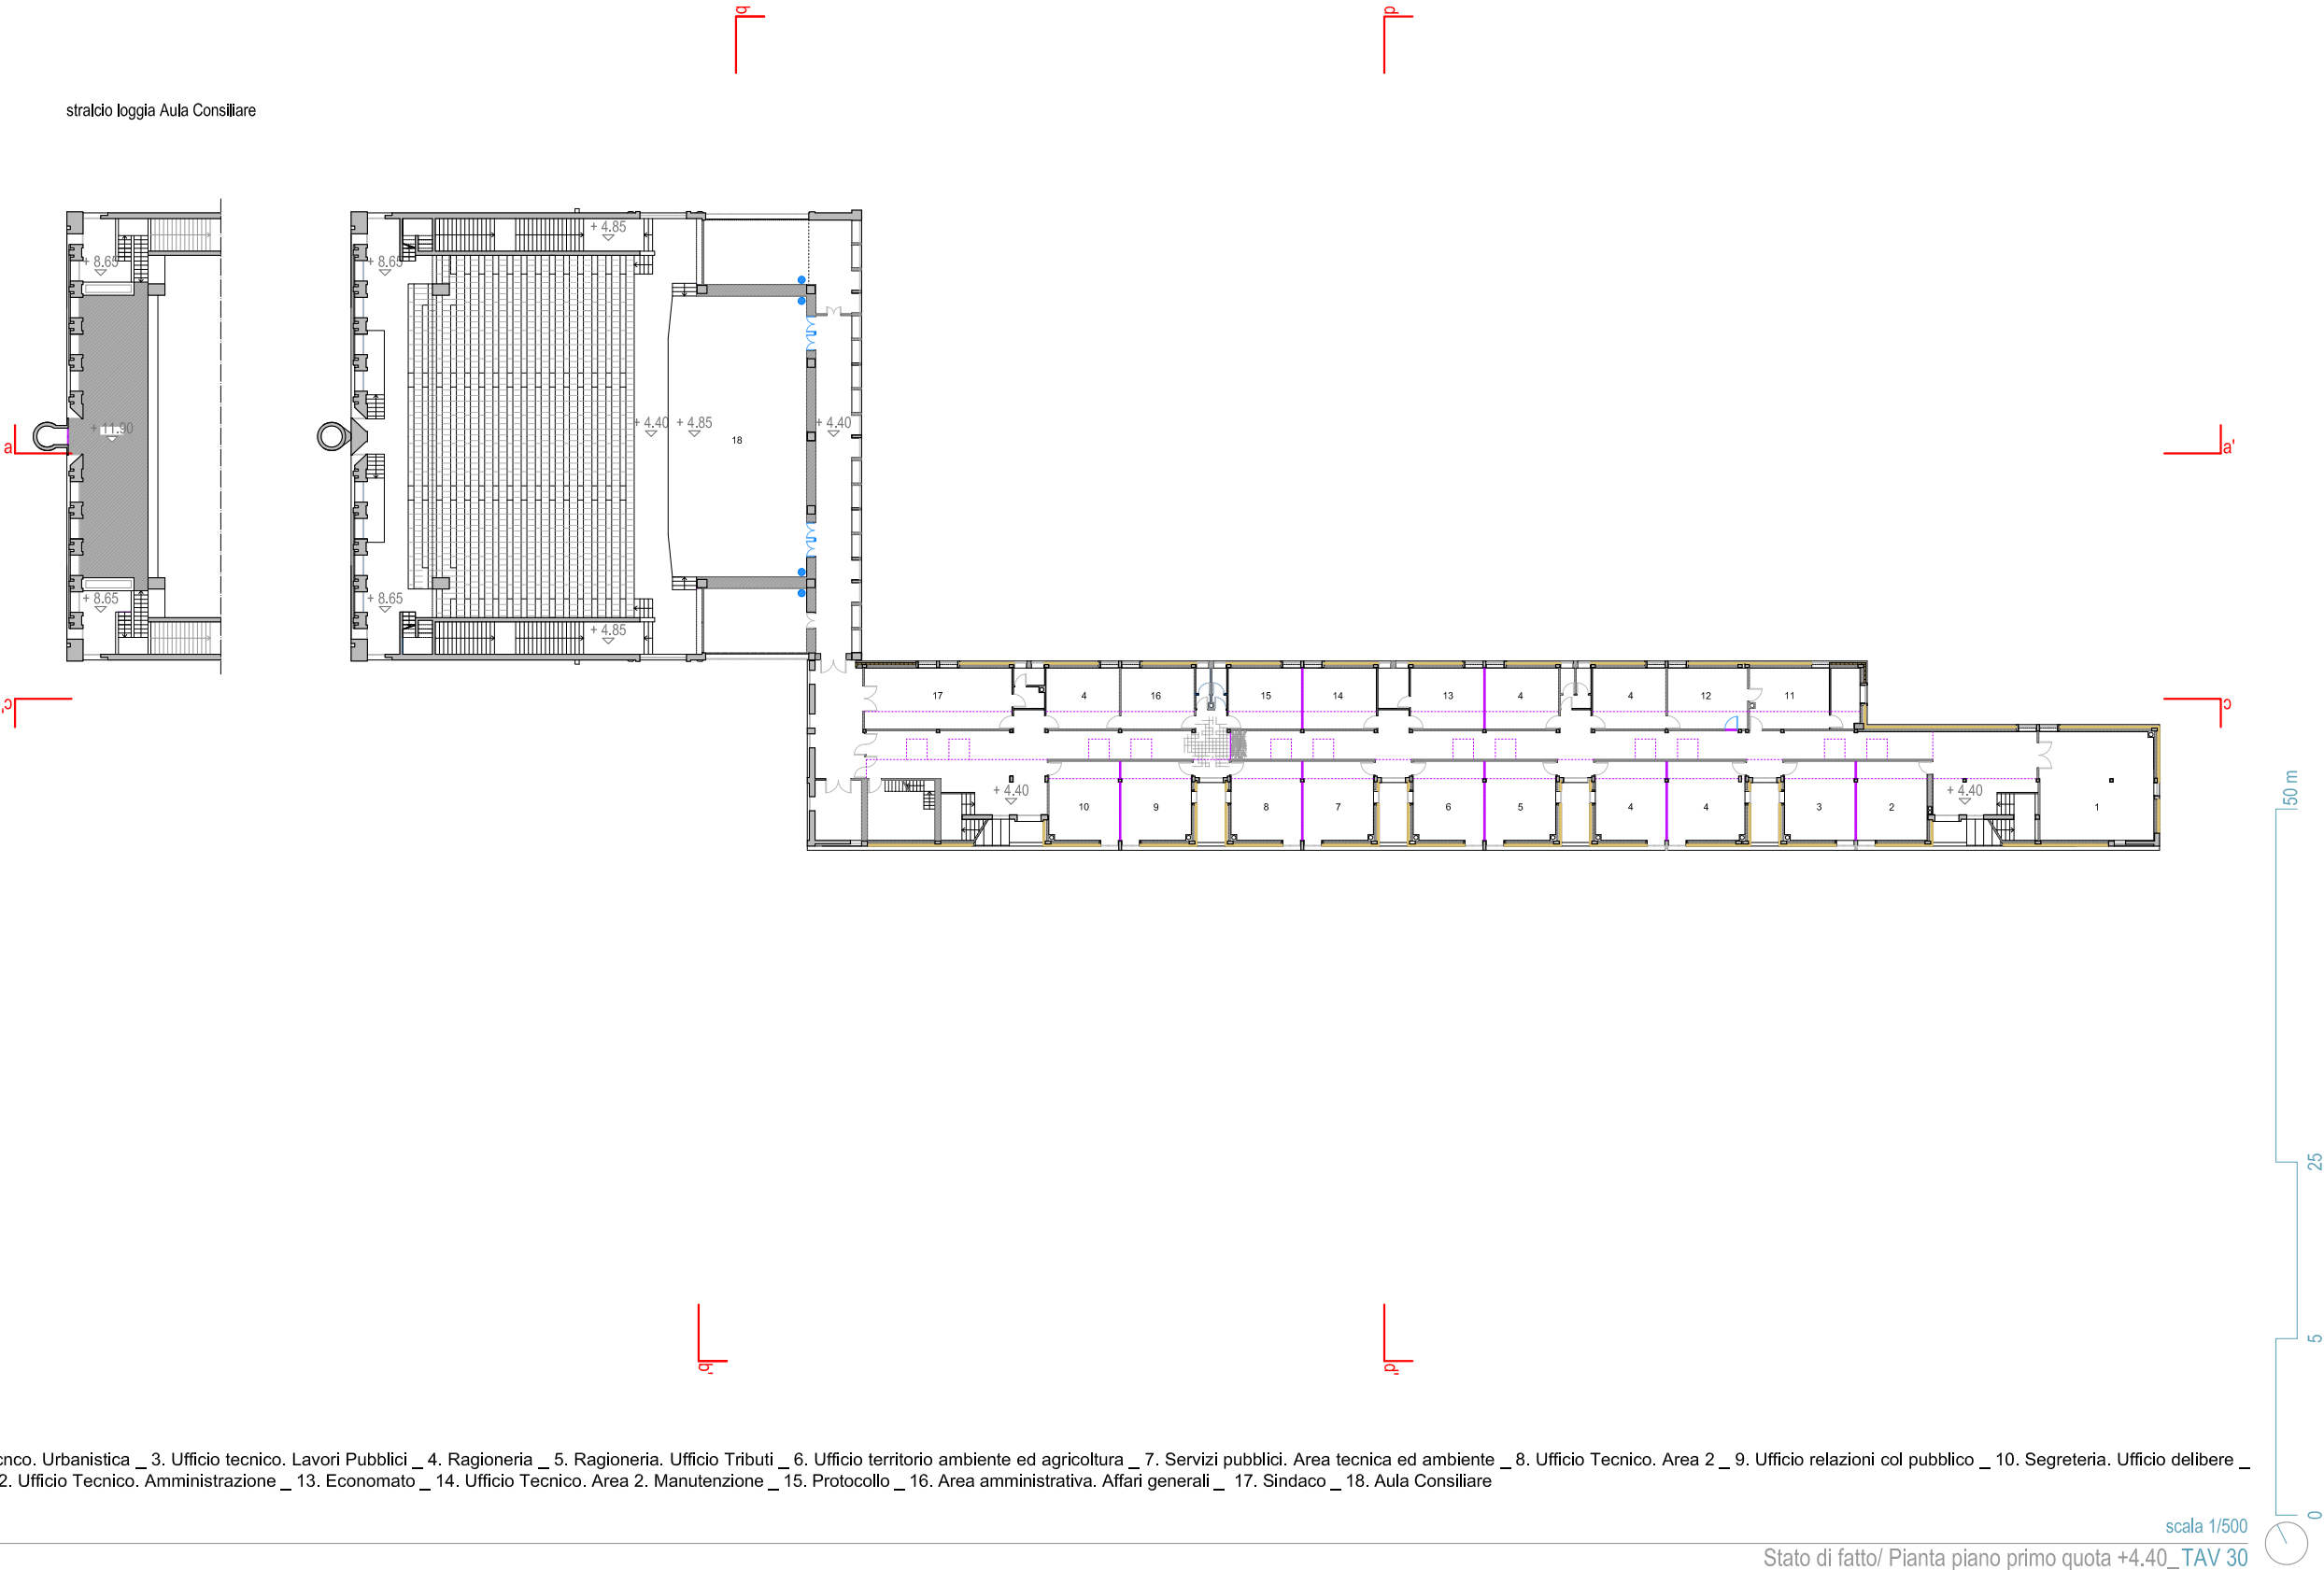 b
d
stralcio loggia Aula Consiliare
+ 4.85
+ 8.65
+ 8.65
+ 11.90
+ 4.40
+ 4.85
18
+ 4.40
a
a'
+ 8.65
+ 8.65
+ 4.85
c'
17
4
16
15
14
13
4
4
12
11
c
+ 4.40
10
9
8
7
6
5
4
4
3
2
+ 4.40
1
50 m
25
5
0
b'
d'
Urbanistica _ 3. Ufficio tecnico. Lavori Pubblici _ 4. Ragioneria _ 5. Ragioneria. Ufficio Tributi _ 6. Ufficio territorio ambiente ed agricoltura _ 7. Servizi pubblici. Area tecnica ed ambiente _ 8. Ufficio Tecnico. Area 2 _ 9. Ufficio relazioni col pubblico _ 10. Segreteria. Ufficio delibere _
2. Ufficio Tecnico. Amministrazione _ 13. Economato _ 14. Ufficio Tecnico. Area 2. Manutenzione _ 15. Protocollo _ 16. Area amministrativa. Affari generali _ 17. Sindaco _ 18. Aula Consiliare
scala 1/500
Stato di fatto/ Pianta piano primo quota +4.40_TAV 30